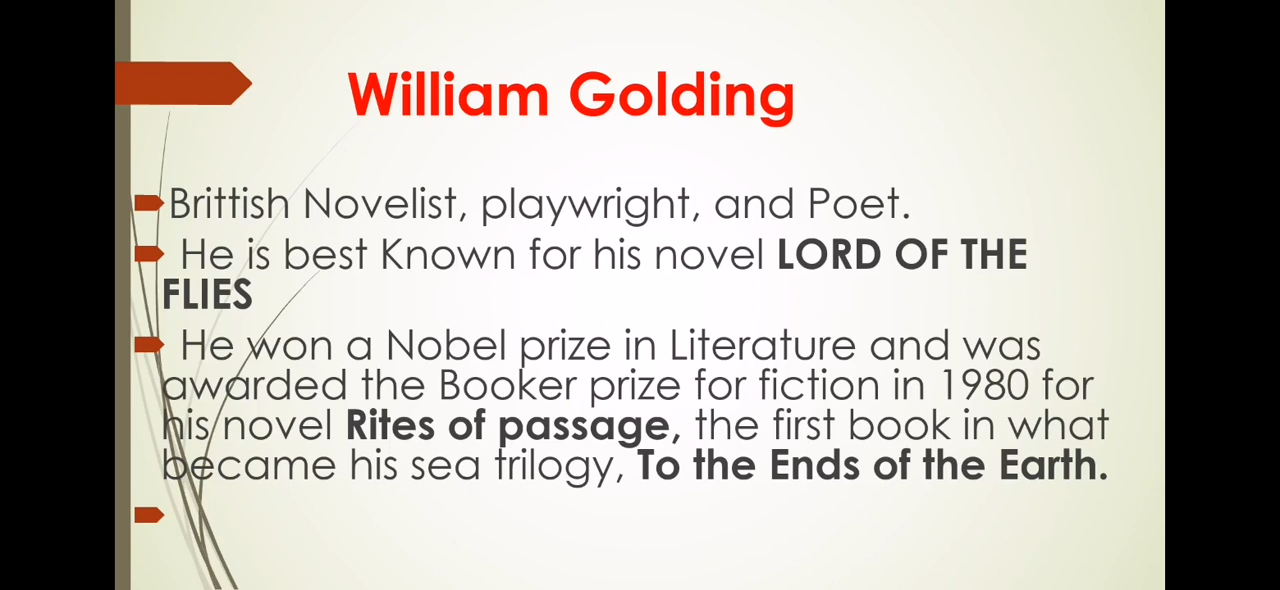 William Golding
Brittish Novelist, playwright, and Poet.
He is best Known for his novel LORD OF THE
FLIES
He won a Nobel prize in Literature and was
awarded the Booker prize for fiction in 1980 for
his novel Rites of passage, the first book in what
became his sea trilogy, To the Ends of the Earth.